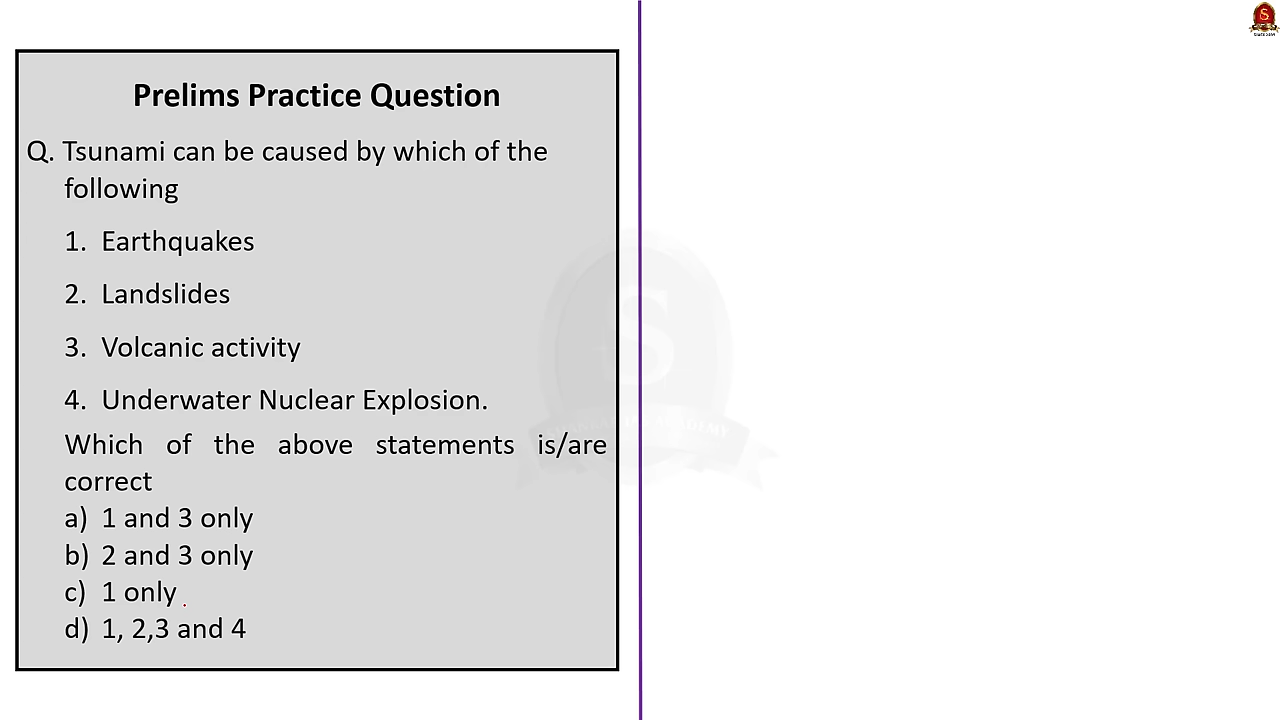 Prelims Practice Question
Q. Tsunami can be caused by which of the
following
1. Earthquakes
2. Landslides
3. Volcanic activity
4. Underwater Nuclear Explosion.
Which of the above statements is/are
correct
a) 1 and 3 only
b) 2 and 3 only
c) 1 only
d) 1, 2,3 and 4
S